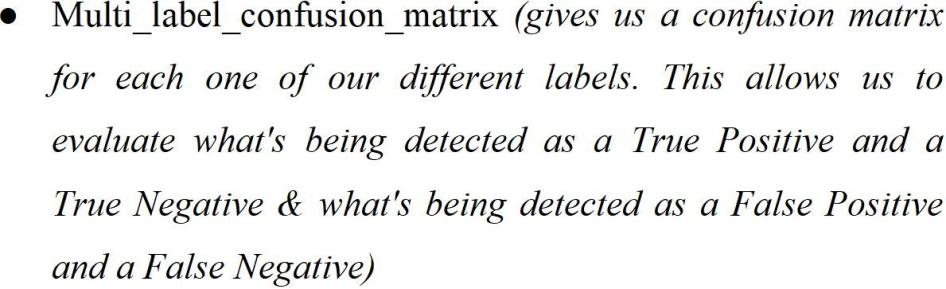 ● Multi_label_confusion_matrix (gives us a confusion matrix
for each one of our different labels. This allows us to
evaluate what's being detected as a True Positive and a
True Negative & what's being detected as a False Positive
and a False Negative)